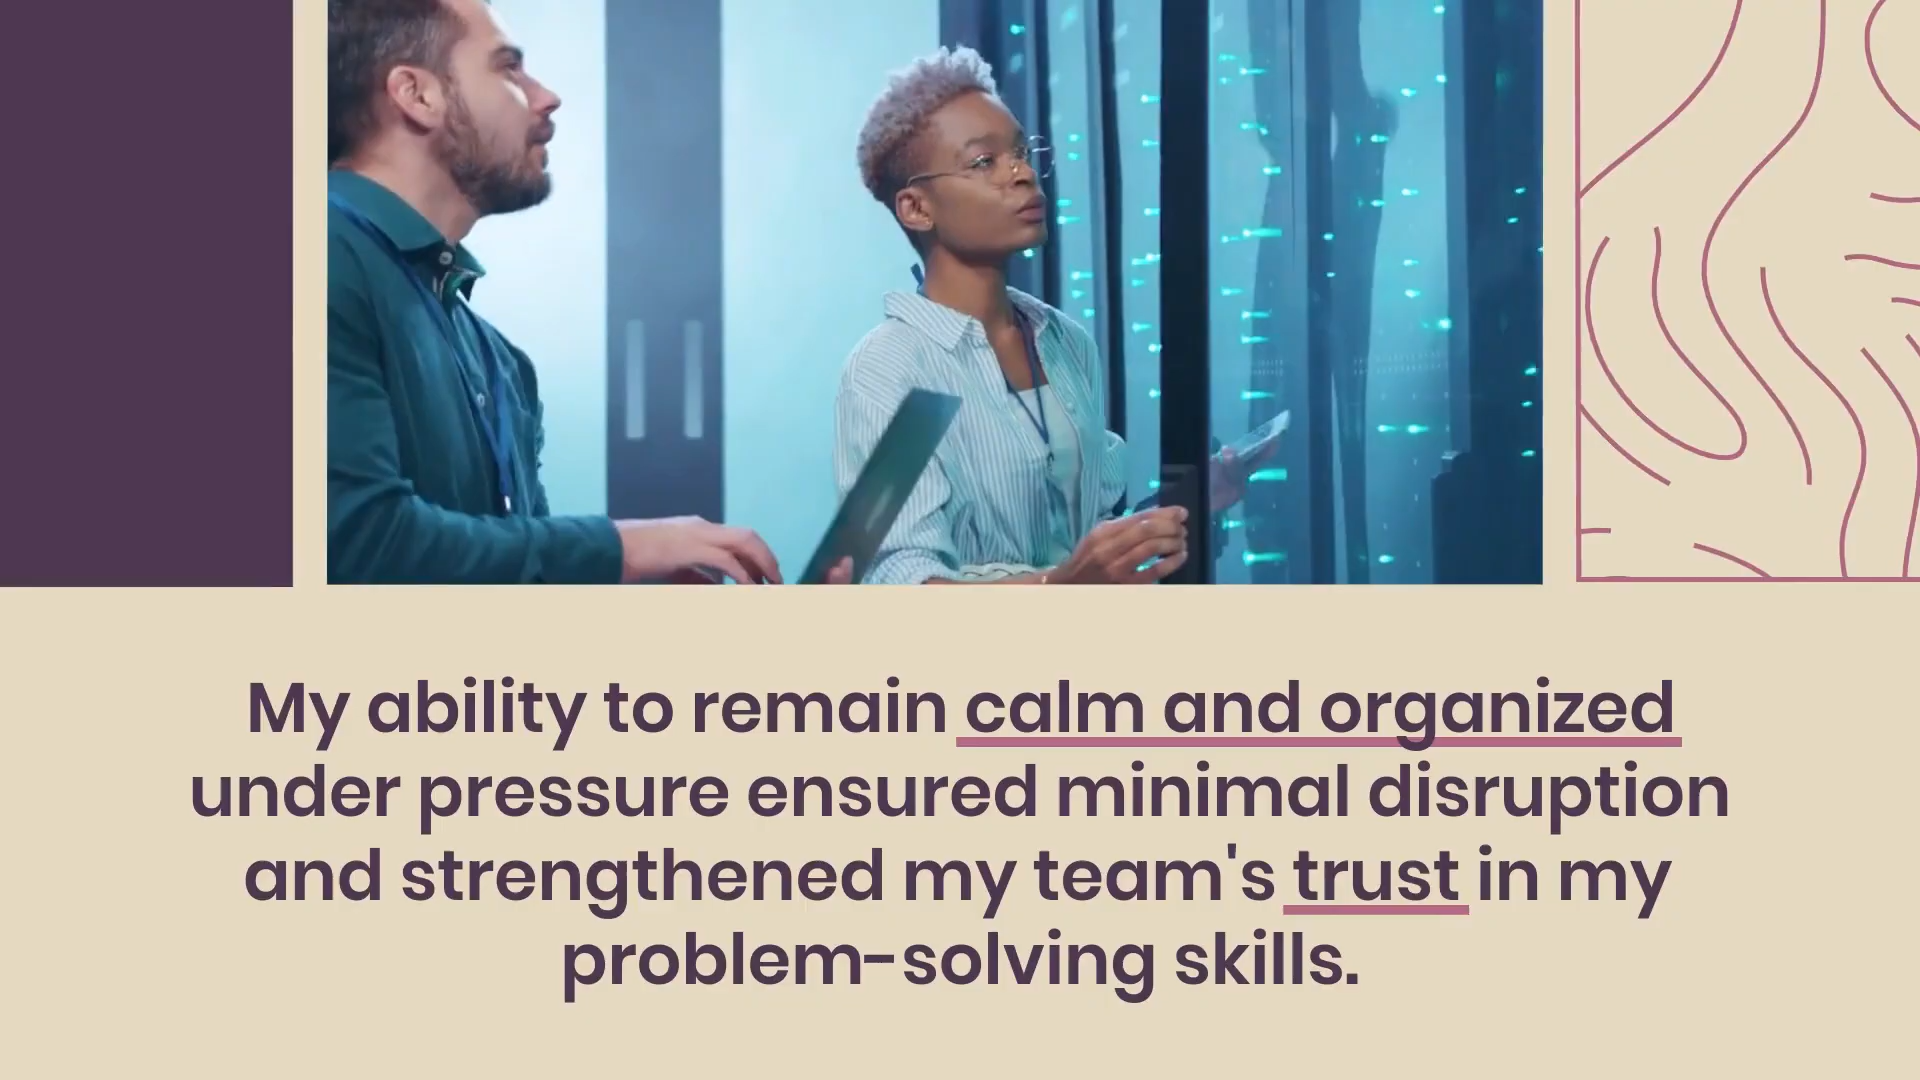 My ability to remain calm and organized
under pressure ensured minimal disruption
and strengthened my team's trust in my
problem-solving skills.